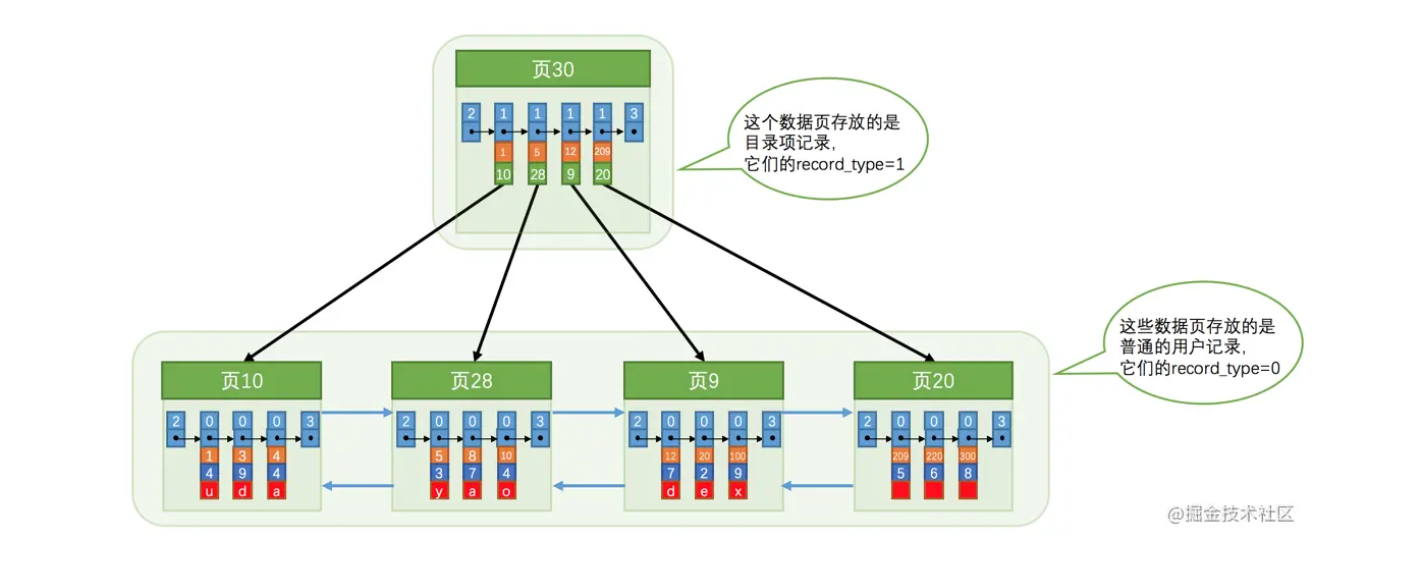 页30
2 1 1 1 1 3
1 5 12 209
10 28 9 20
这个数据页存放的是
目录项记录，
它们的record_type=1
这些数据页存放的是
普通的用户记录，
它们的record_type=0
页10
2 0 0 0 3
1 3 4
4 9 4
u d a
页28
2 0 0 0 3
5 8 10
3 7 4
y a o
页9
2 0 0 0 3
12 20 100
7 2 9
d e x
页20
2 0 0 0 3
209 220 300
5 6 8
@掘金技术社区